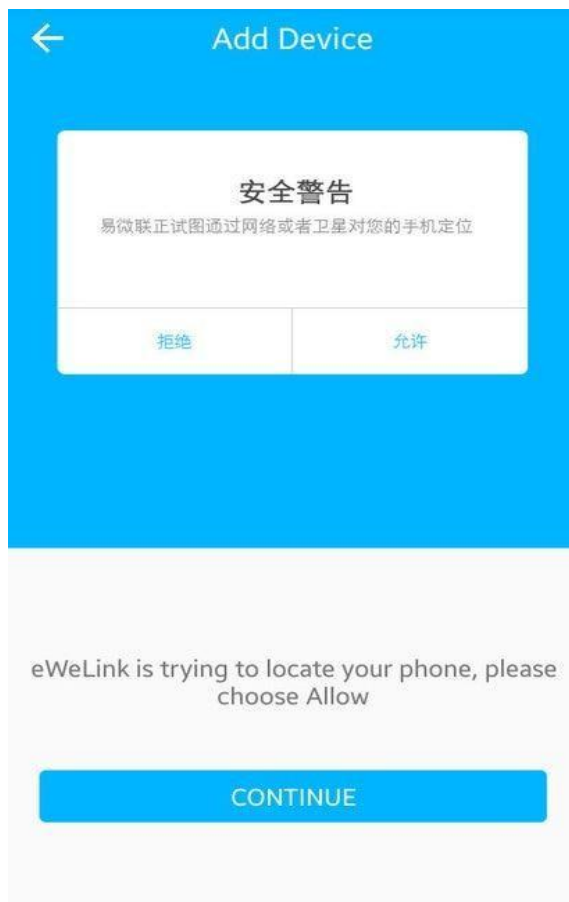 Add Device
安全警告
易微联正试图通过网络或者卫星对您的手机定位
拒绝 允许
eWeLink is trying to locate your phone, please
choose Allow
CONTINUE